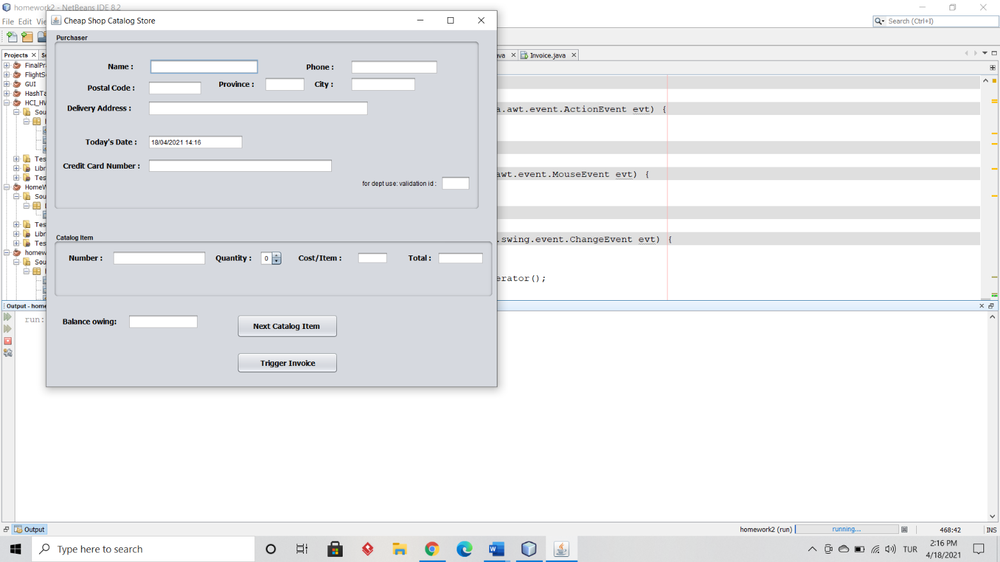 homework2 - NetBeans IDE 8.2
File Edit Vie
Search (Ctrl+I)
Cheap Shop Catalog Store
Projects
Invoice.java
FinalPr
FlightS
GUI
HashTa
HCI_HW
Sou
Tes
Libr
Tes
HomeW
Sou
Tes
Libr
Tes
homew
Sou
Purchaser
Name :
Phone :
Postal Code :
Province :
City :
Delivery Address :
Today's Date :
18/04/2021 14:16
Credit Card Number :
for dept use: validation id :
Catalog Item
Number :
Quantity :
0
Cost/Item :
Total :
Balance owing:
Next Catalog Item
Trigger Invoice
a.awt.event.ActionEvent evt) {
awt.event.MouseEvent evt) {
.swing.event.ChangeEvent evt) {
erator();
Output - home
run:
Output
homework2 (run)
running...
468:42
INS
Type here to search
TUR
2:16 PM
4/18/2021